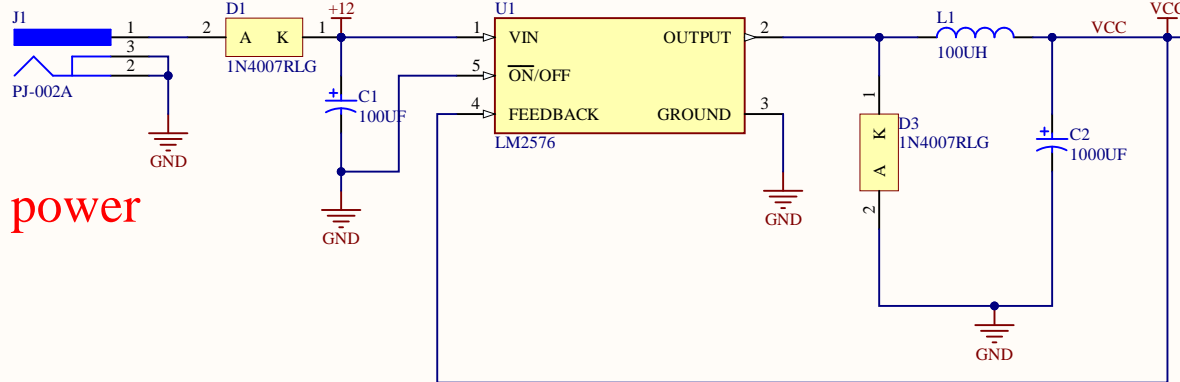 J1
1
3
2
PJ-002A
GND
D1
2
A
K
1
1N4007RLG
+12
+
C1
100UF
GND
U1
1
VIN
5
ON/OFF
4
FEEDBACK
OUTPUT
2
GROUND
3
LM2576
GND
L1
100UH
VCC
VCC
1
K
A
2
D3
1N4007RLG
+
C2
1000UF
GND
power